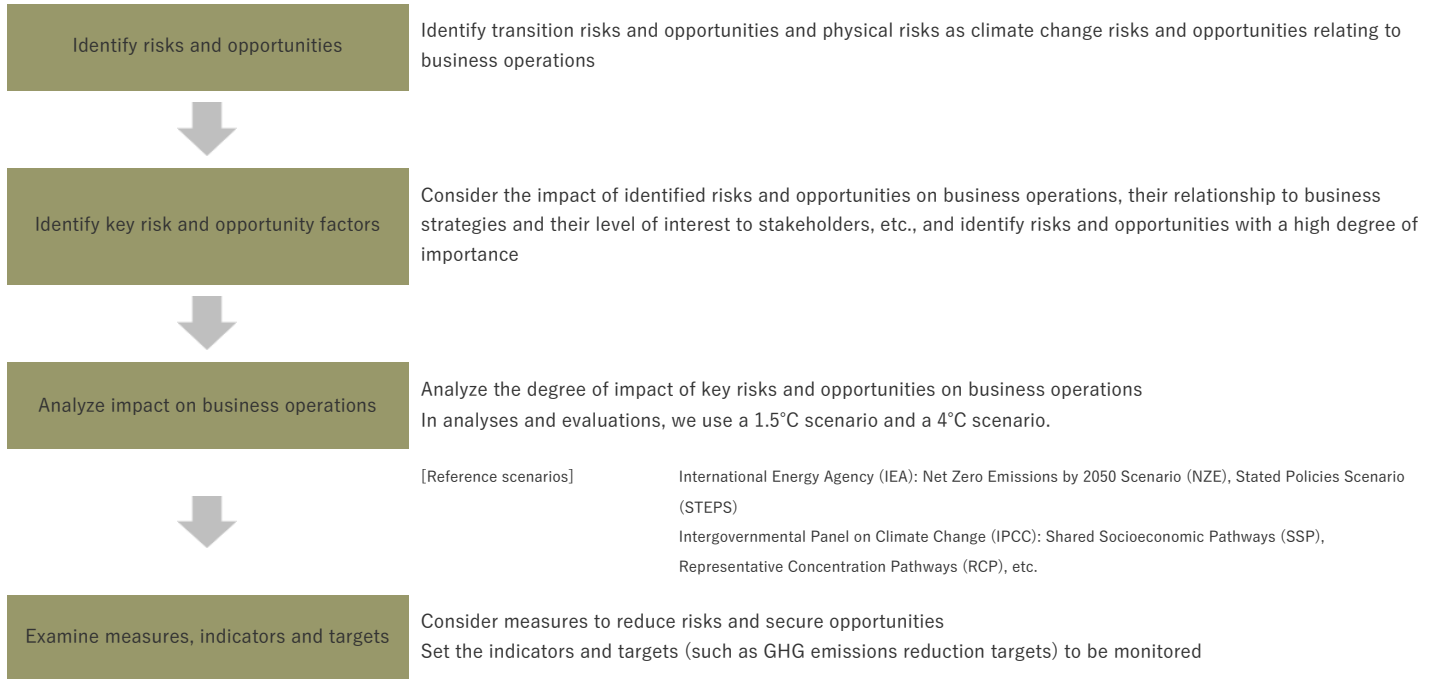 Identify risks and opportunities
Identify transition risks and opportunities and physical risks as climate change risks and opportunities relating to
business operations
Identify key risk and opportunity factors
Consider the impact of identified risks and opportunities on business operations, their relationship to business
strategies and their level of interest to stakeholders, etc., and identify risks and opportunities with a high degree of
importance
Analyze impact on business operations
Analyze the degree of impact of key risks and opportunities on business operations
In analyses and evaluations, we use a 1.5°C scenario and a 4°C scenario.
[Reference scenarios]
International Energy Agency (IEA): Net Zero Emissions by 2050 Scenario (NZE), Stated Policies Scenario
(STEPS)
Intergovernmental Panel on Climate Change (IPCC): Shared Socioeconomic Pathways (SSP),
Representative Concentration Pathways (RCP), etc.
Examine measures, indicators and targets
Consider measures to reduce risks and secure opportunities
Set the indicators and targets (such as GHG emissions reduction targets) to be monitored